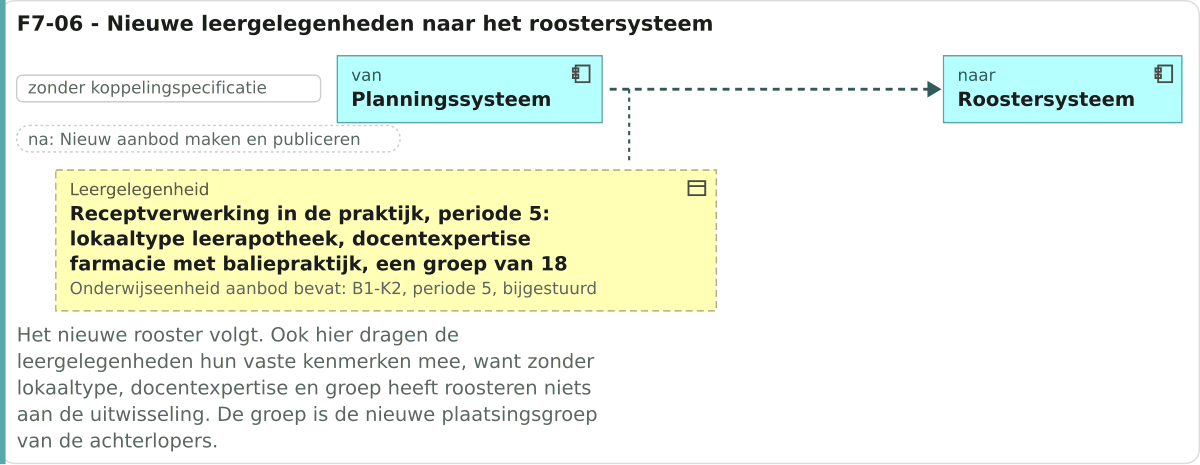 F7-06 - Nieuwe leergelegenheden naar het roostersysteem
zonder koppelingspecificatie
van
Planningssysteem
naar
Roostersysteem
na: Nieuw aanbod maken en publiceren
Leergelegenheid
Receptverwerking in de praktijk, periode 5:
lokaaltype leerapotheek, docentexpertise
farmacie met baliepraktijk, een groep van 18
Onderwijseenheid aanbod bevat: B1-K2, periode 5, bijgestuurd
Het nieuwe rooster volgt. Ook hier dragen de
leergelegenheden hun vaste kenmerken mee, want zonder
lokaaltype, docentexpertise en groep heeft roosteren niets
aan de uitwisseling. De groep is de nieuwe plaatsingsgroep
van de achterlopers.